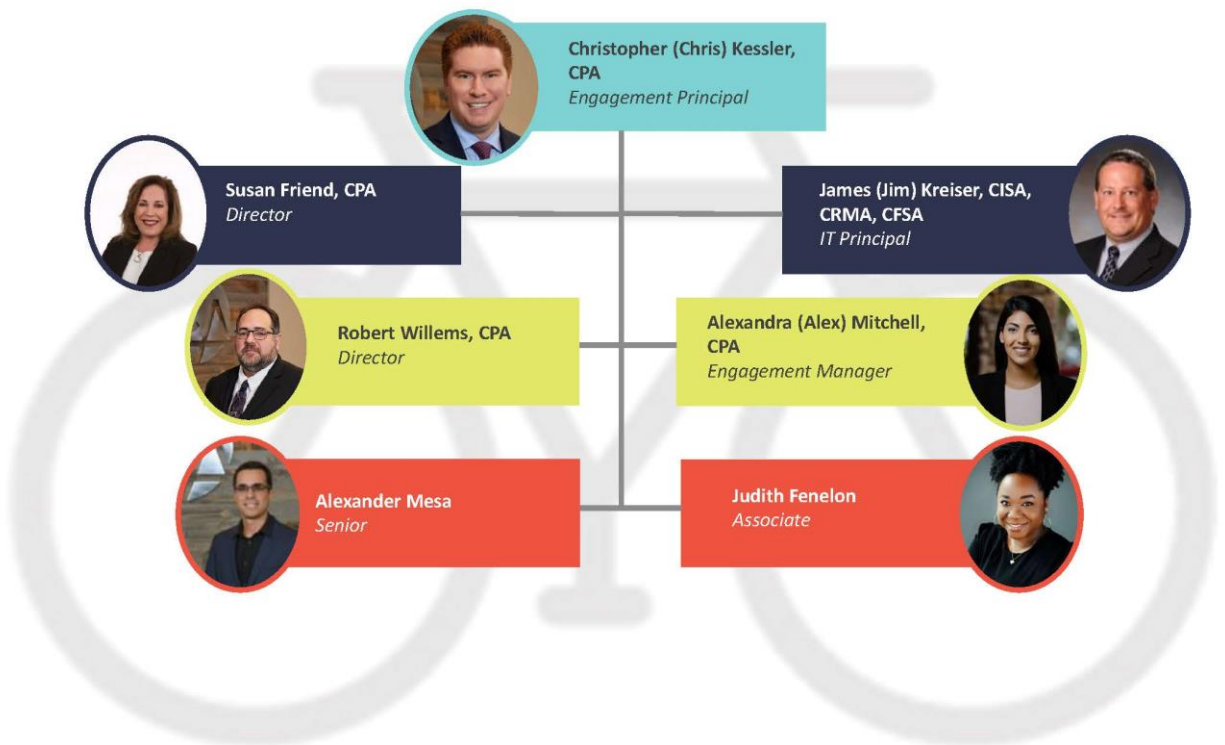 Christopher (Chris) Kessler,
CPA
Engagement Principal
Susan Friend, CPA
Director
James (Jim) Kreiser, CISA,
CRMA, CFSA
IT Principal
Robert Willems, CPA
Director
Alexandra (Alex) Mitchell,
CPA
Engagement Manager
Alexander Mesa
Senior
Judith Fenelon
Associate